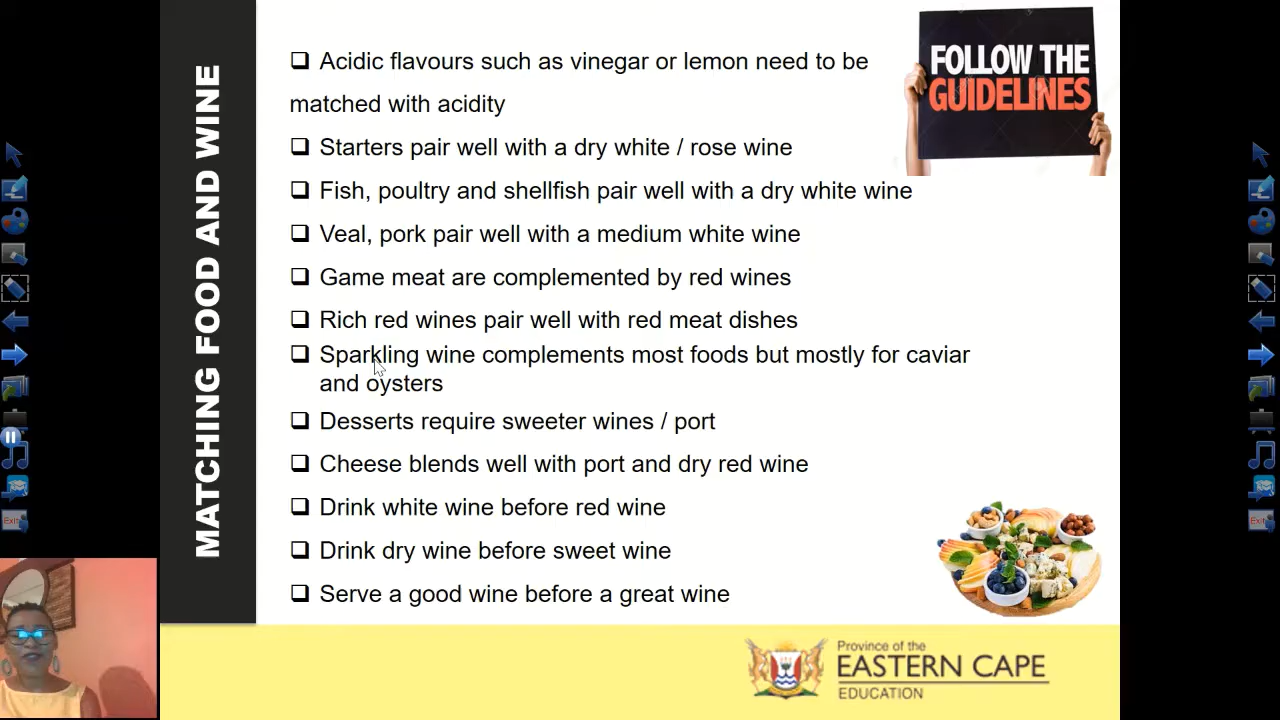 MATCHING FOOD AND WINE
❑ Acidic flavours such as vinegar or lemon need to be
matched with acidity
❑ Starters pair well with a dry white / rose wine
❑ Fish, poultry and shellfish pair well with a dry white wine
❑ Veal, pork pair well with a medium white wine
❑ Game meat are complemented by red wines
❑ Rich red wines pair well with red meat dishes
❑ Sparkling wine complements most foods but mostly for caviar
and oysters
❑ Desserts require sweeter wines / port
❑ Cheese blends well with port and dry red wine
❑ Drink white wine before red wine
❑ Drink dry wine before sweet wine
❑ Serve a good wine before a great wine
FOLLOW THE
GUIDELINES
Province of the
EASTERN CAPE
EDUCATION
Exit
Exit